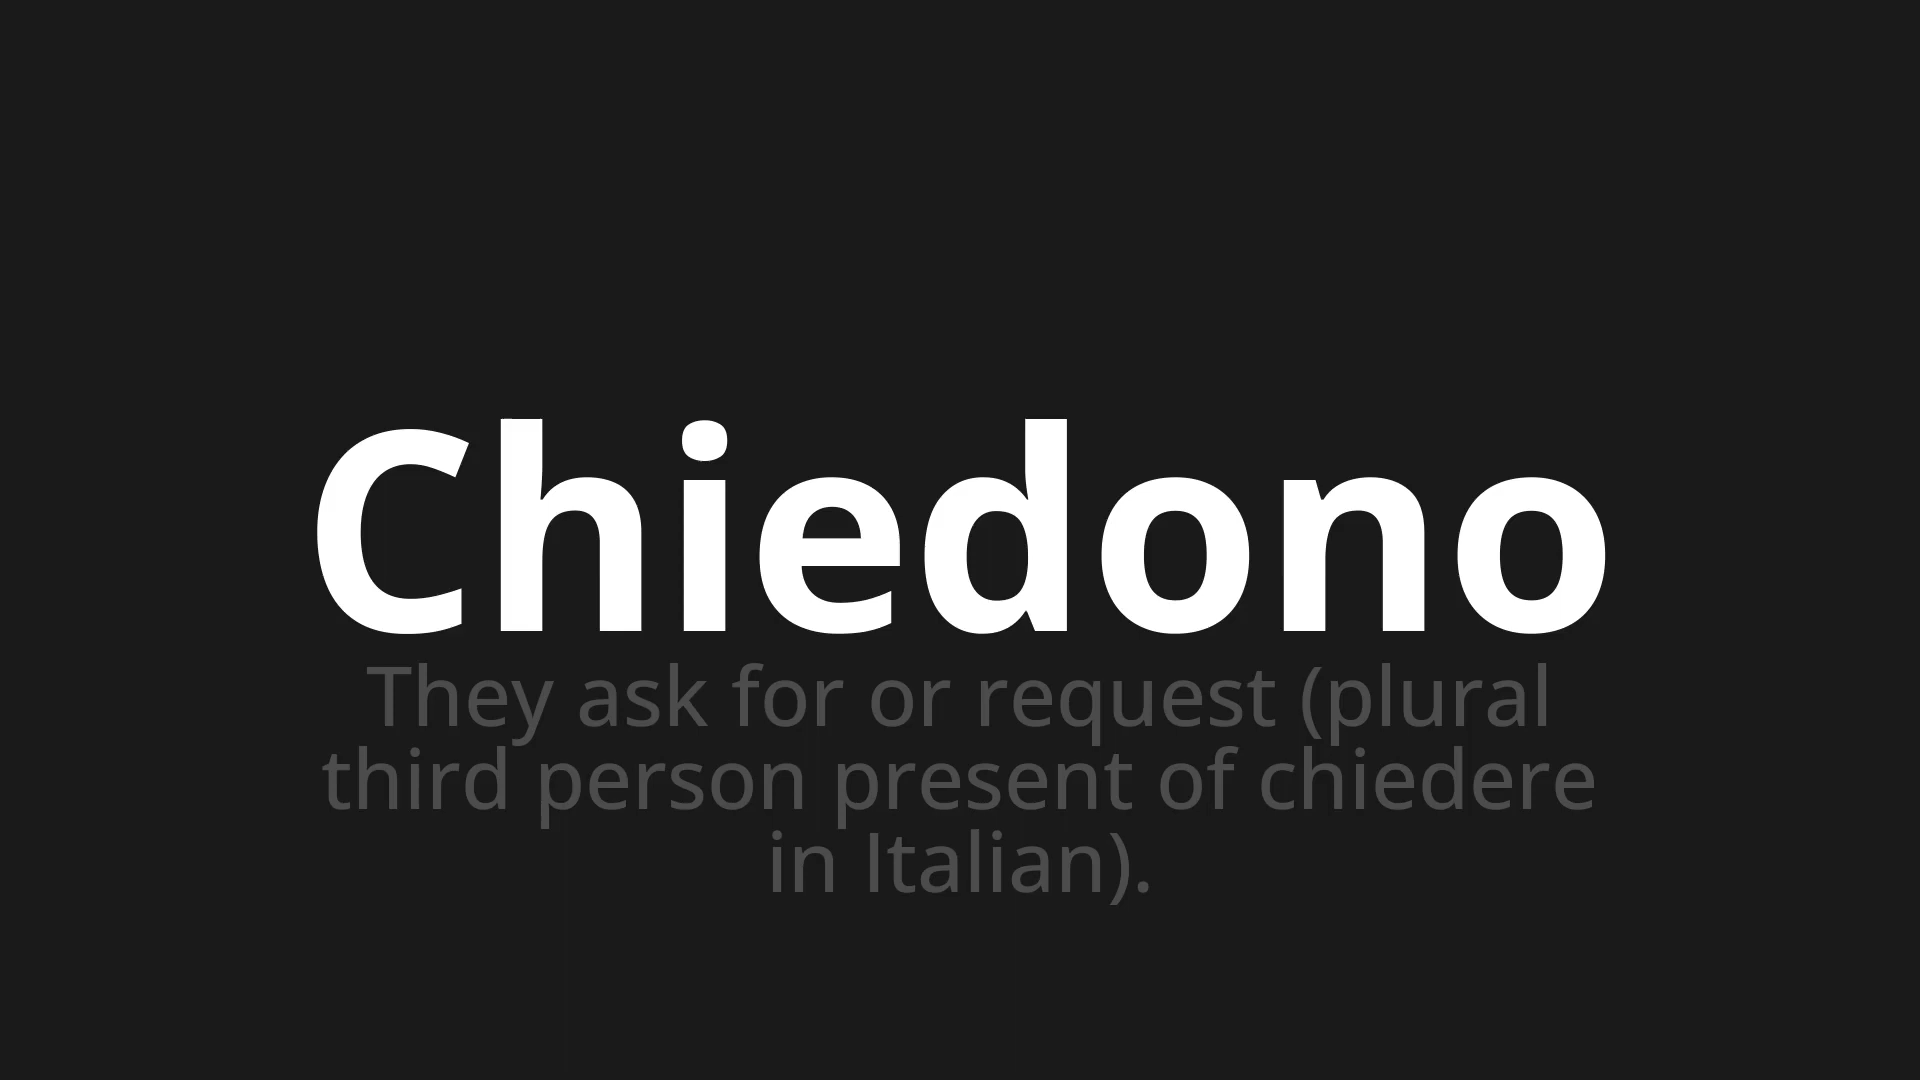 Chiedono
They ask for or request (plural
third person present of chiedere
in Italian).